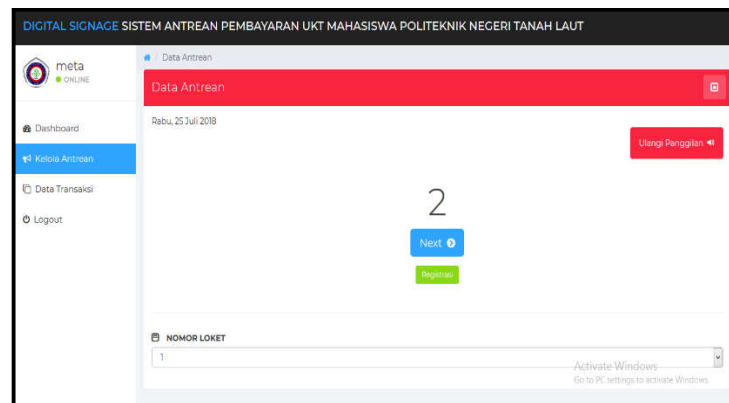 DIGITAL SIGNAGE SISTEM ANTREAN PEMBAYARAN UKT MAHASISWA POLITEKNIK NEGERI TANAH LAUT
meta
ONLINE
/ Data Antrean
Data Antrean
Rabu, 25 Juli 2018
Ulangi Panggilan
Dashboard
Kelola Antrean
Data Transaksi
Logout
2
Next
Registrasi
NOMOR LOKET
1
Activate Windows
Go to PC settings to activate Windows.